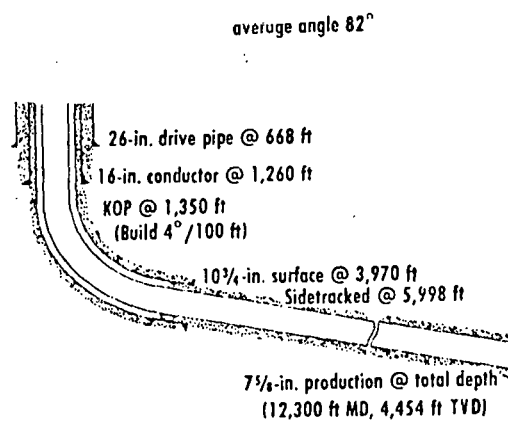 averuge angle 82°
26-in. drive pipe @ 668 ft
16-in. conductor @ 1,260 ft
KOP @ 1,350 ft
(Build 4°/100 ft)
10¾-in. surface @ 3,970 ft
Sidetracked @ 5,998 ft
7⅝-in. production @ total depth
(12,300 ft MD, 4,454 ft TVD)